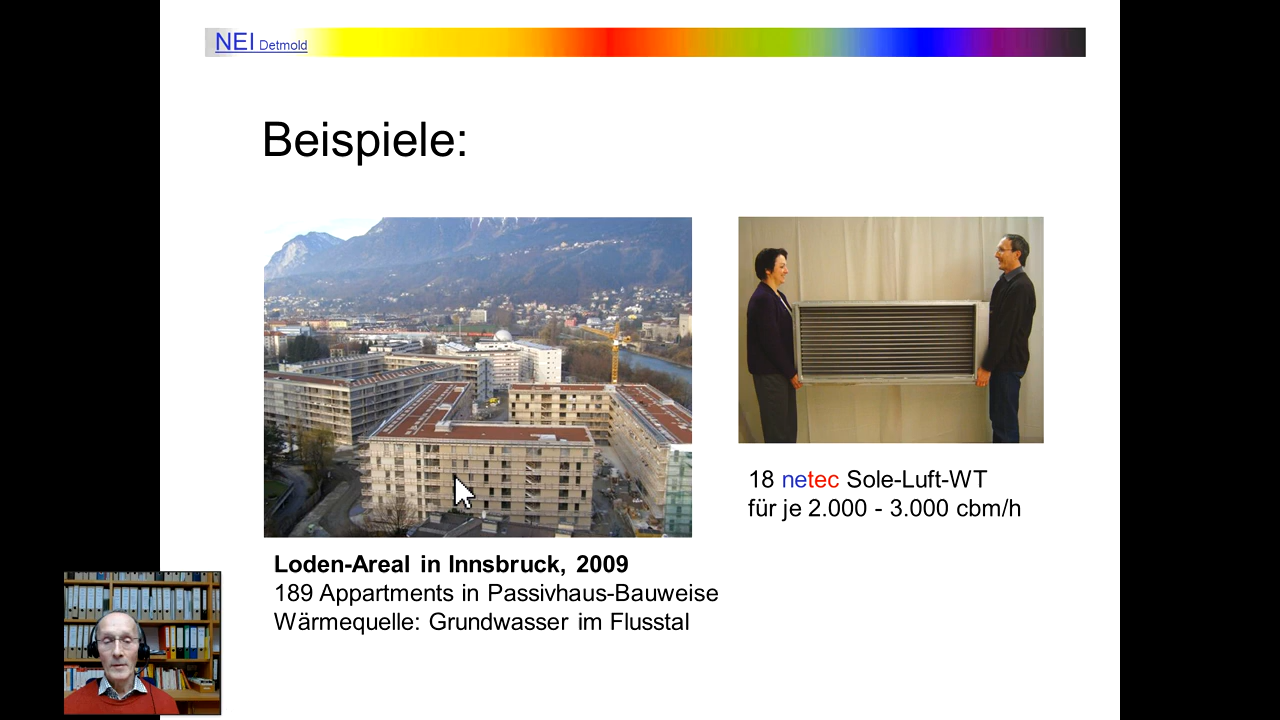 NEI Detmold
Beispiele:
18 netec Sole-Luft-WT
für je 2.000 - 3.000 cbm/h
Loden-Areal in Innsbruck, 2009
189 Appartments in Passivhaus-Bauweise
Wärmequelle: Grundwasser im Flusstal